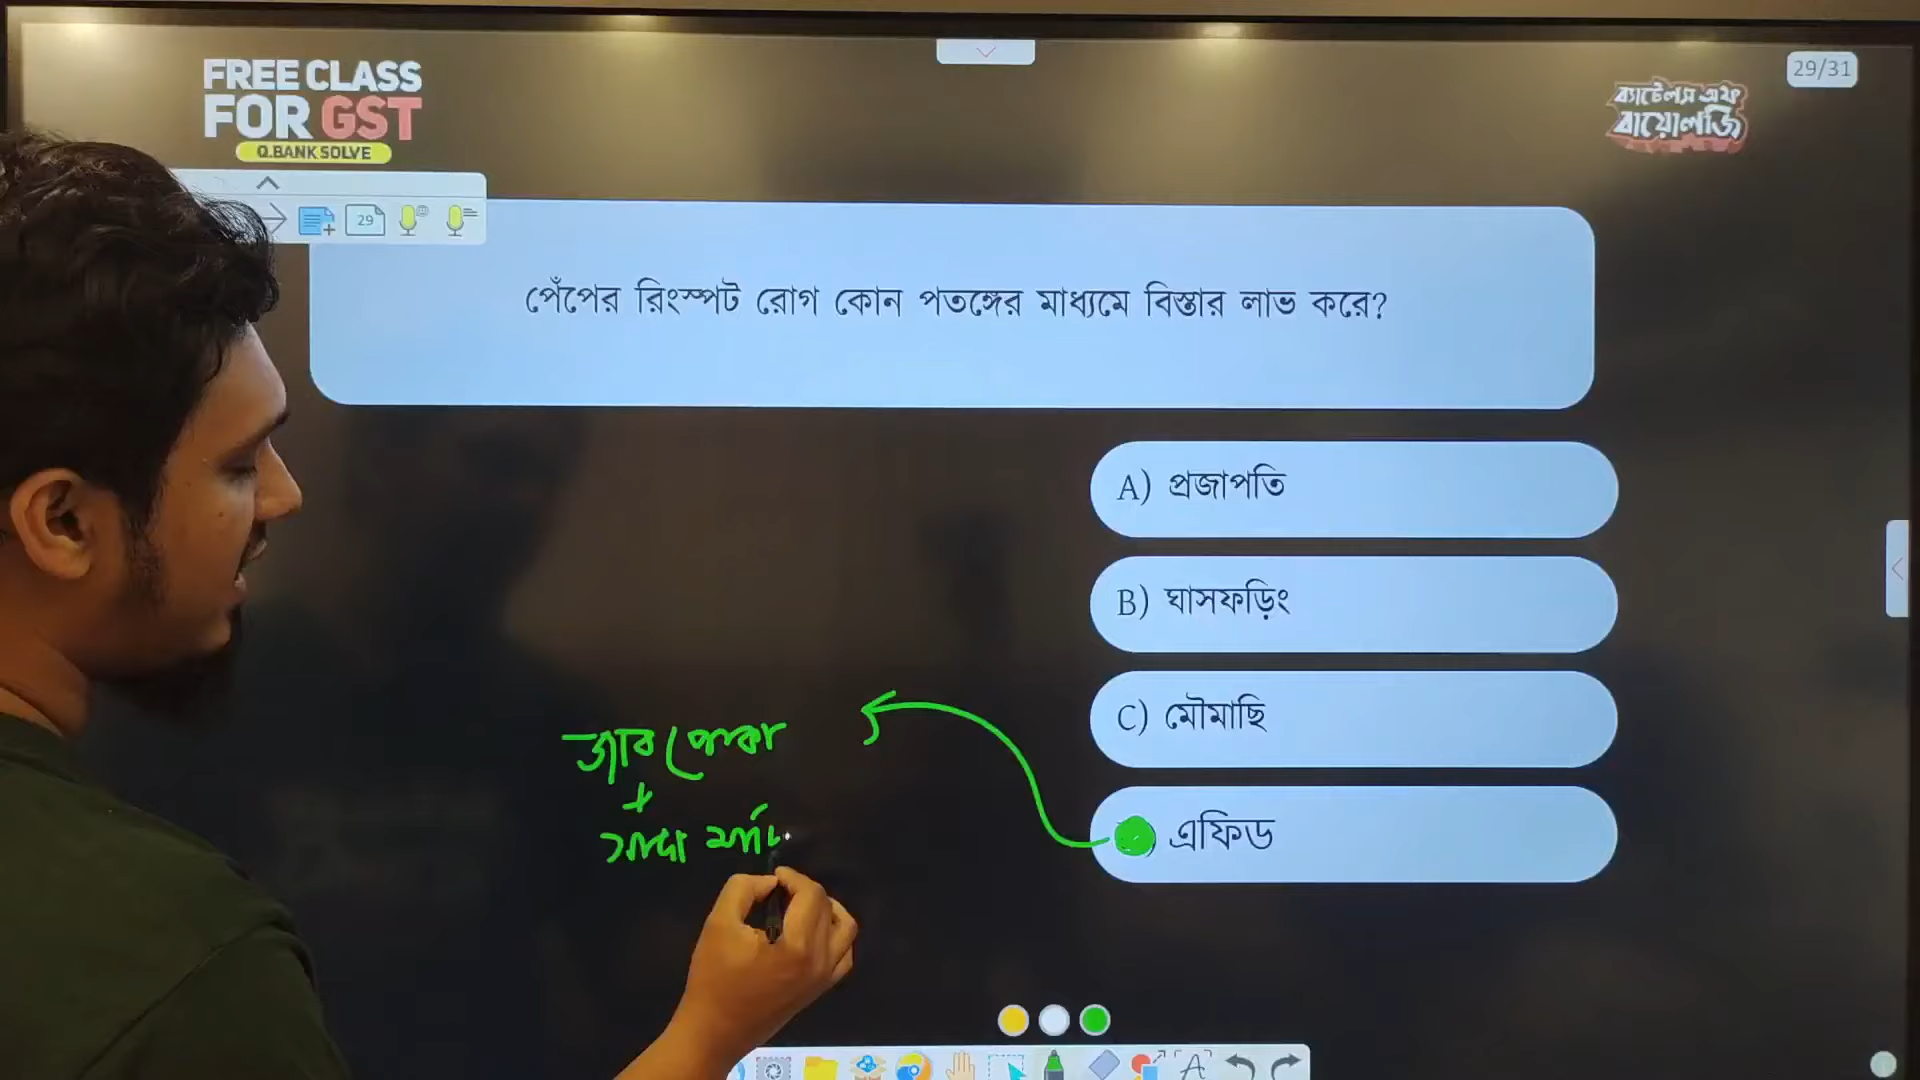 FREE CLASS
FOR GST
Q.BANK SOLVE
ব্যাটেলস অফ
বায়োলজি
29/31
29
পেঁপের রিংস্পট রোগ কোন পতঙ্গের মাধ্যমে বিস্তার লাভ করে?
A) প্রজাপতি
B) ঘাসফড়িং
C) মৌমাছি
এফিড
জাব পোকা
+
সাদা
A